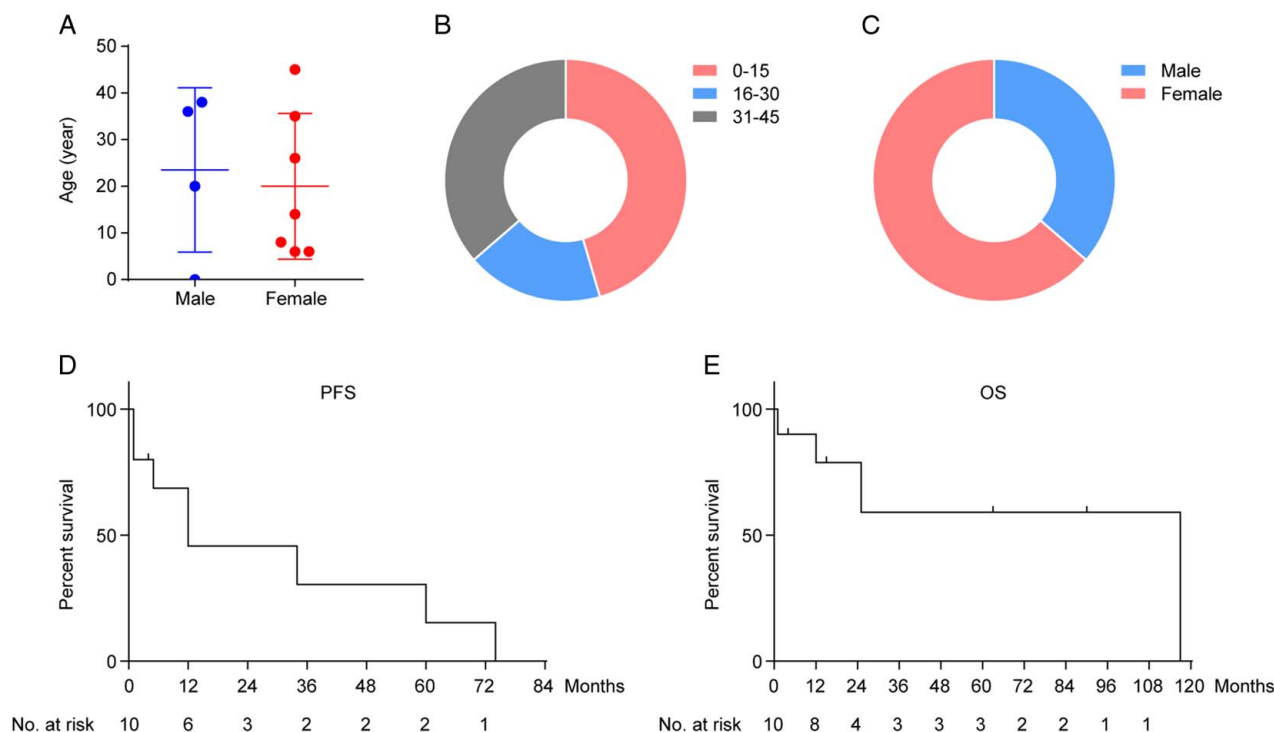 A
50
40
30
20
10
0
Age (year)
Male Female
B
0-15
16-30
31-45
C
Male
Female
D
PFS
100
50
0
Percent survival
0 12 24 36 48 60 72 84 Months
No. at risk 10 6 3 2 2 2 1
E
OS
100
50
0
Percent survival
0 12 24 36 48 60 72 84 96 108 120 Months
No. at risk 10 8 4 3 3 3 2 2 1 1